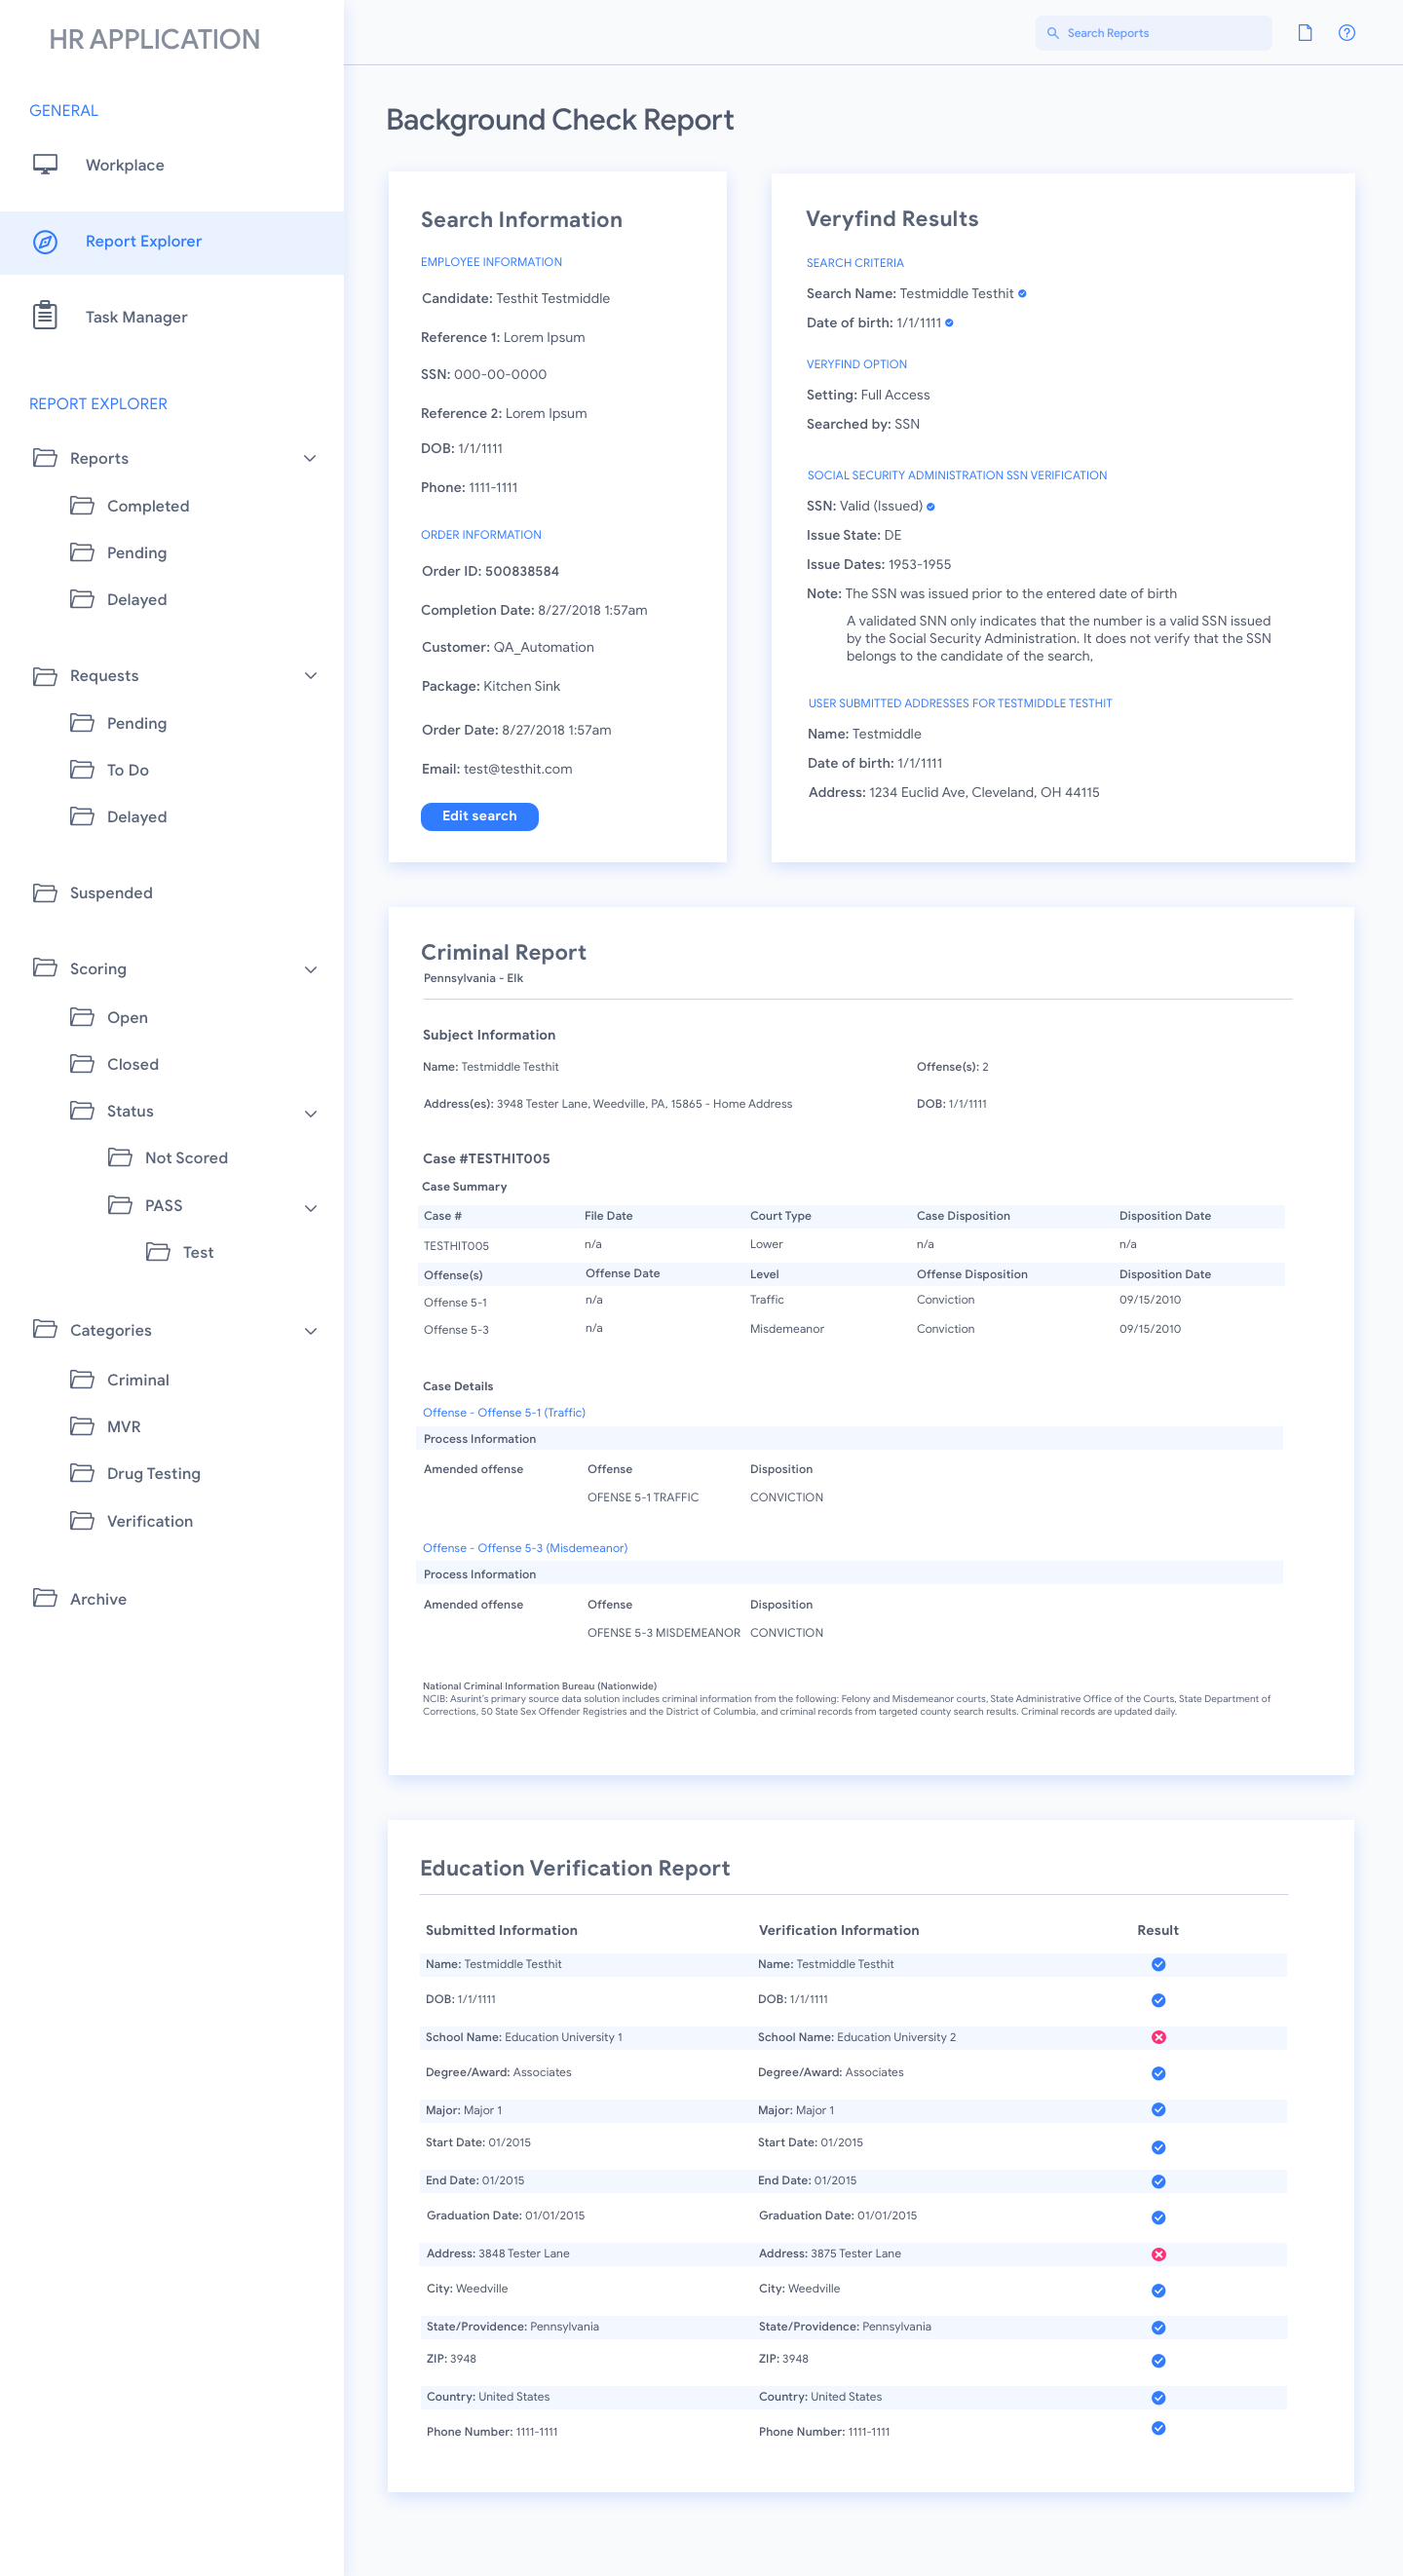 HR APPLICATION
GENERAL
Workplace
Report Explorer
Task Manager
REPORT EXPLORER
Reports
Completed
Pending
Delayed
Requests
Pending
To Do
Delayed
Suspended
Scoring
Open
Closed
Status
Not Scored
PASS
Test
Categories
Criminal
MVR
Drug Testing
Verification
Archive
Search Reports
Background Check Report
Search Information
EMPLOYEE INFORMATION
Candidate: Testhit Testmiddle
Reference 1: Lorem Ipsum
SSN: 000-00-0000
Reference 2: Lorem Ipsum
DOB: 1/1/1111
Phone: 1111-1111
ORDER INFORMATION
Order ID: 500838584
Completion Date: 8/27/2018 1:57am
Customer: QA_Automation
Package: Kitchen Sink
Order Date: 8/27/2018 1:57am
Email: test@testhit.com
Edit search
Veryfind Results
SEARCH CRITERIA
Search Name: Testmiddle Testhit
Date of birth: 1/1/1111
VERYFIND OPTION
Setting: Full Access
Searched by: SSN
SOCIAL SECURITY ADMINISTRATION SSN VERIFICATION
SSN: Valid (Issued)
Issue State: DE
Issue Dates: 1953-1955
Note: The SSN was issued prior to the entered date of birth
A validated SNN only indicates that the number is a valid SSN issued
by the Social Security Administration. It does not verify that the SSN
belongs to the candidate of the search,
USER SUBMITTED ADDRESSES FOR TESTMIDDLE TESTHIT
Name: Testmiddle
Date of birth: 1/1/1111
Address: 1234 Euclid Ave, Cleveland, OH 44115
Criminal Report
Pennsylvania - Elk
Subject Information
Name: Testmiddle Testhit Offense(s): 2
Address(es): 3948 Tester Lane, Weedville, PA, 15865 - Home Address DOB: 1/1/1111
Case #TESTHIT005
Case Summary
Case # File Date Court Type Case Disposition Disposition Date
TESTHIT005 n/a Lower n/a n/a
Offense(s) Offense Date Level Offense Disposition Disposition Date
Offense 5-1 n/a Traffic Conviction 09/15/2010
Offense 5-3 n/a Misdemeanor Conviction 09/15/2010
Case Details
Offense - Offense 5-1 (Traffic)
Process Information
Amended offense Offense Disposition
OFENSE 5-1 TRAFFIC CONVICTION
Offense - Offense 5-3 (Misdemeanor)
Process Information
Amended offense Offense Disposition
OFENSE 5-3 MISDEMEANOR CONVICTION
National Criminal Information Bureau (Nationwide)
NCIB: Asurint's primary source data solution includes criminal information from the following: Felony and Misdemeanor courts, State Administrative Office of the Courts, State Department of
Corrections, 50 State Sex Offender Registries and the District of Columbia, and criminal records from targeted county search results. Criminal records are updated daily.
Education Verification Report
Submitted Information Verification Information Result
Name: Testmiddle Testhit Name: Testmiddle Testhit
DOB: 1/1/1111 DOB: 1/1/1111
School Name: Education University 1 School Name: Education University 2
Degree/Award: Associates Degree/Award: Associates
Major: Major 1 Major: Major 1
Start Date: 01/2015 Start Date: 01/2015
End Date: 01/2015 End Date: 01/2015
Graduation Date: 01/01/2015 Graduation Date: 01/01/2015
Address: 3848 Tester Lane Address: 3875 Tester Lane
City: Weedville City: Weedville
State/Providence: Pennsylvania State/Providence: Pennsylvania
ZIP: 3948 ZIP: 3948
Country: United States Country: United States
Phone Number: 1111-1111 Phone Number: 1111-1111